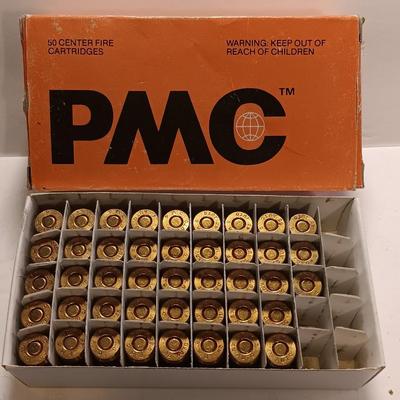 50 CENTER FIRE
CARTRIDGES
WARNING: KEEP OUT OF
REACH OF CHILDREN
PMC™